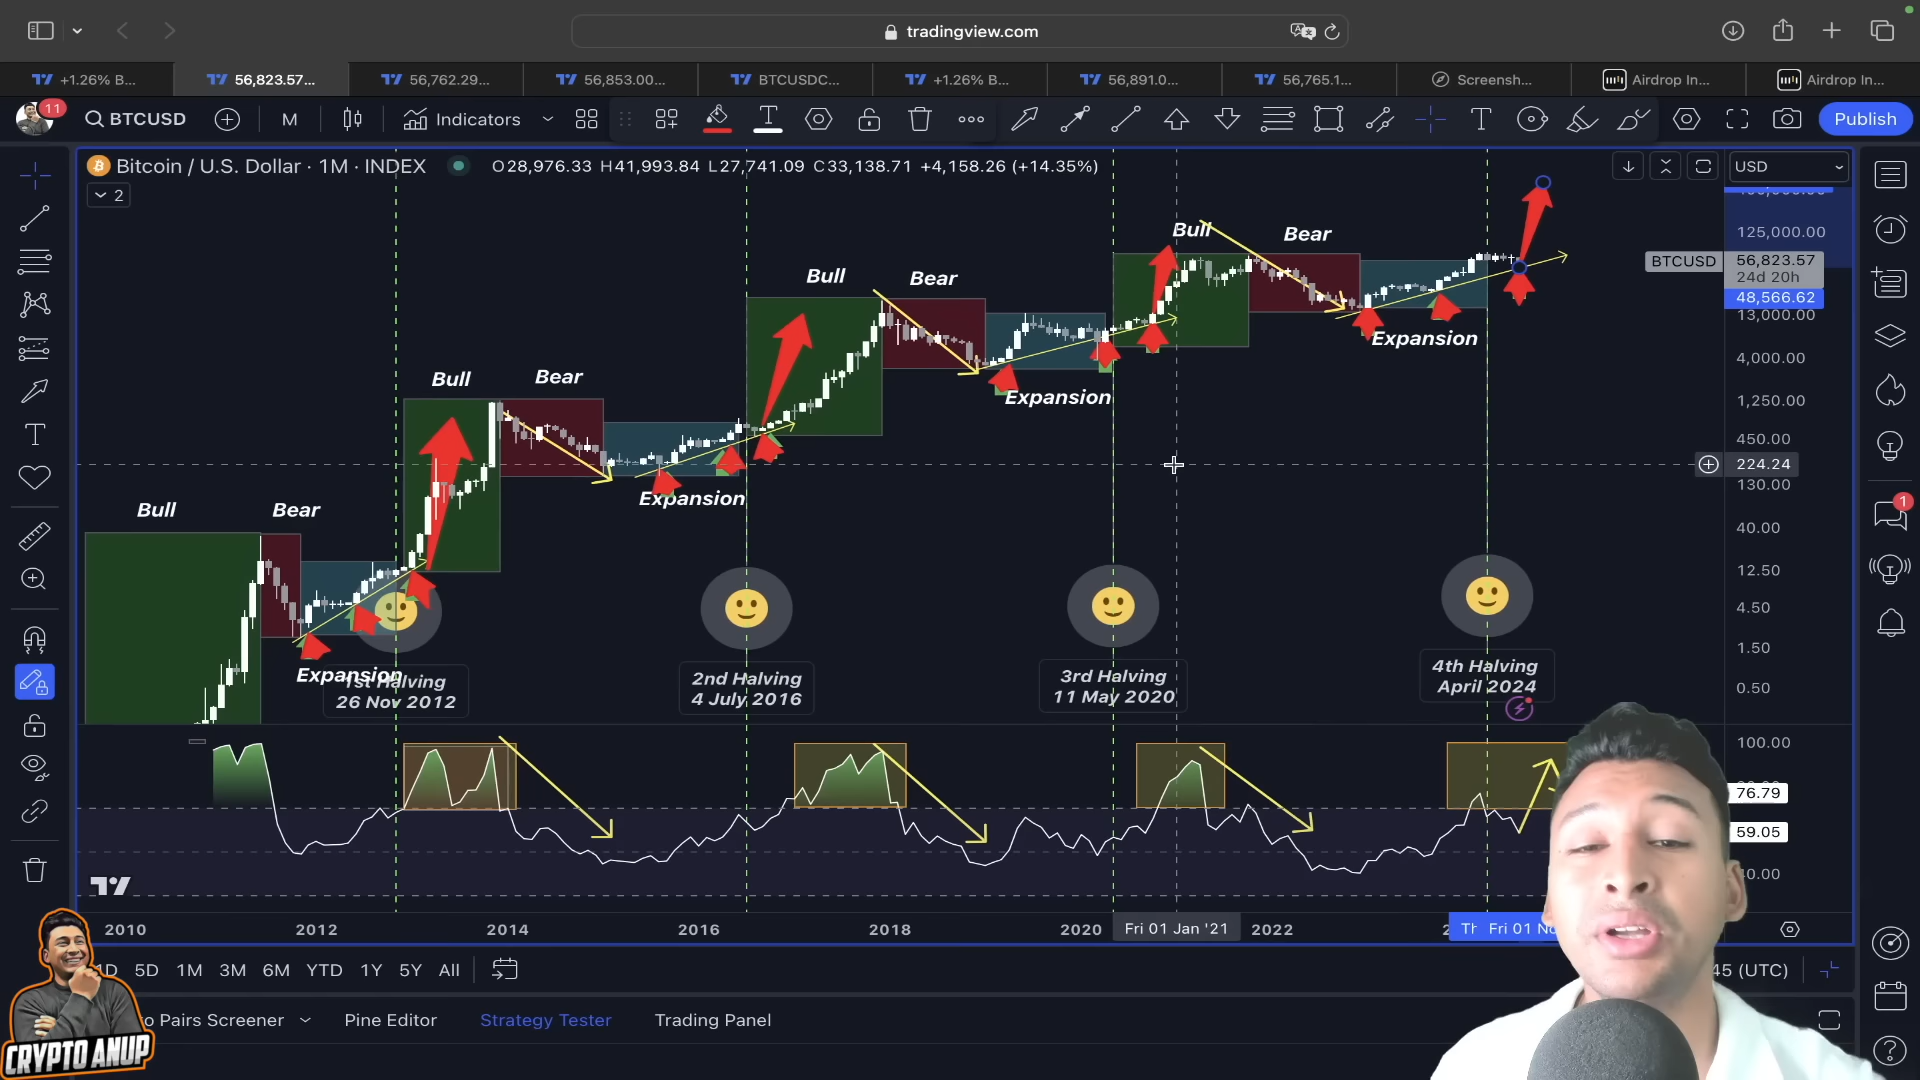 tradingview.com
+1.26% B...
56,823.57...
56,762.29...
56,853.00...
BTCUSDC...
+1.26% B...
56,891.0...
56,765.1...
Screensh...
Airdrop In...
Airdrop In...
11
BTCUSD
M
Indicators
Publish
Bitcoin / U.S. Dollar · 1M · INDEX
O28,976.33 H41,993.84 L27,741.09 C33,138.71 +4,158.26 (+14.35%)
USD
2
125,000.00
BTCUSD
56,823.57
24d 20h
48,566.62
13,000.00
4,000.00
1,250.00
450.00
224.24
130.00
40.00
12.50
4.50
1.50
0.50
Bull
Bear
Bull
Bear
Bull
Bear
Bull
Bear
Expansion
Expansion
Expansion
Expansion
1st Halving
26 Nov 2012
2nd Halving
4 July 2016
3rd Halving
11 May 2020
4th Halving
April 2024
1
100.00
76.79
59.05
2010
2012
2014
2016
2018
2020
Fri 01 Jan '21
2022
Fri 01
1D
5D
1M
3M
6M
YTD
1Y
5Y
All
45 (UTC)
Pairs Screener
Pine Editor
Strategy Tester
Trading Panel
CRYPTO ANUP